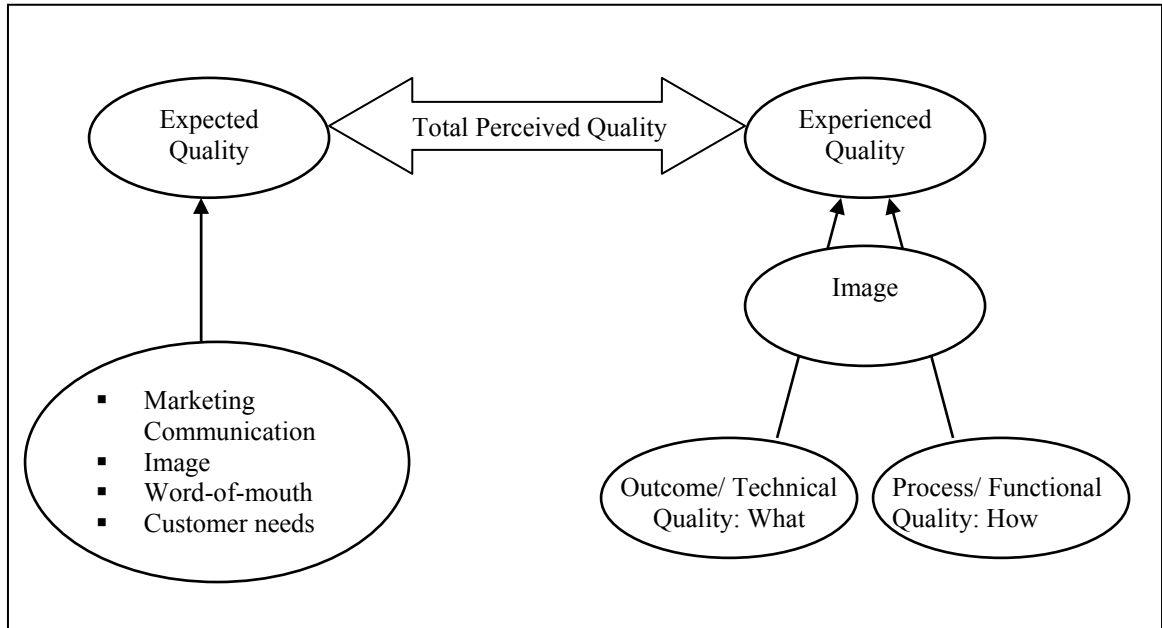 Expected
Quality
Total Perceived Quality
Experienced
Quality
Image
▪ Marketing
Communication
▪ Image
▪ Word-of-mouth
▪ Customer needs
Outcome/ Technical
Quality: What
Process/ Functional
Quality: How